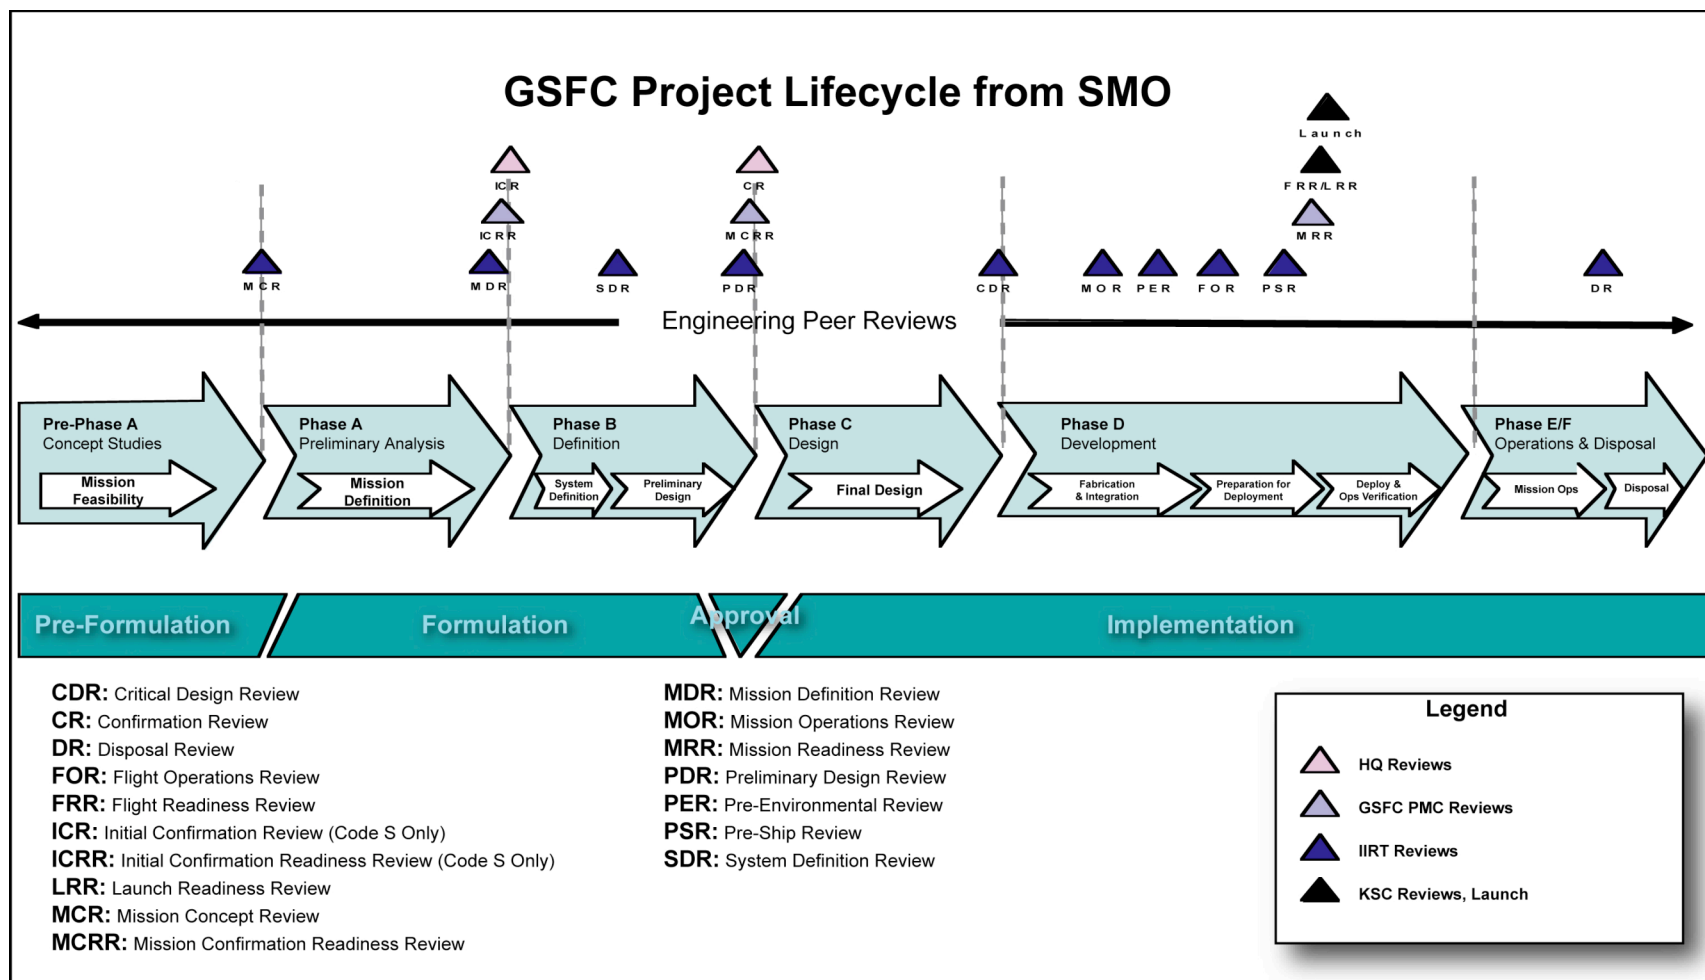 GSFC Project Lifecycle from SMO
Launch
ICR
CR
FRR/LRR
ICRR
MCRR
MRR
MCR
MDR
SDR
PDR
CDR
MOR
PER
FOR
PSR
DR
Engineering Peer Reviews
Pre-Phase A
Concept Studies
Mission
Feasibility
Phase A
Preliminary Analysis
Mission
Definition
Phase B
Definition
System
Definition
Preliminary
Design
Phase C
Design
Final Design
Phase D
Development
Fabrication
& Integration
Preparation for
Deployment
Deploy &
Ops Verification
Phase E/F
Operations & Disposal
Mission Ops
Disposal
Pre-Formulation
Formulation
Approval
Implementation
CDR: Critical Design Review
CR: Confirmation Review
DR: Disposal Review
FOR: Flight Operations Review
FRR: Flight Readiness Review
ICR: Initial Confirmation Review (Code S Only)
ICRR: Initial Confirmation Readiness Review (Code S Only)
LRR: Launch Readiness Review
MCR: Mission Concept Review
MCRR: Mission Confirmation Readiness Review
MDR: Mission Definition Review
MOR: Mission Operations Review
MRR: Mission Readiness Review
PDR: Preliminary Design Review
PER: Pre-Environmental Review
PSR: Pre-Ship Review
SDR: System Definition Review
Legend
HQ Reviews
GSFC PMC Reviews
IIRT Reviews
KSC Reviews, Launch